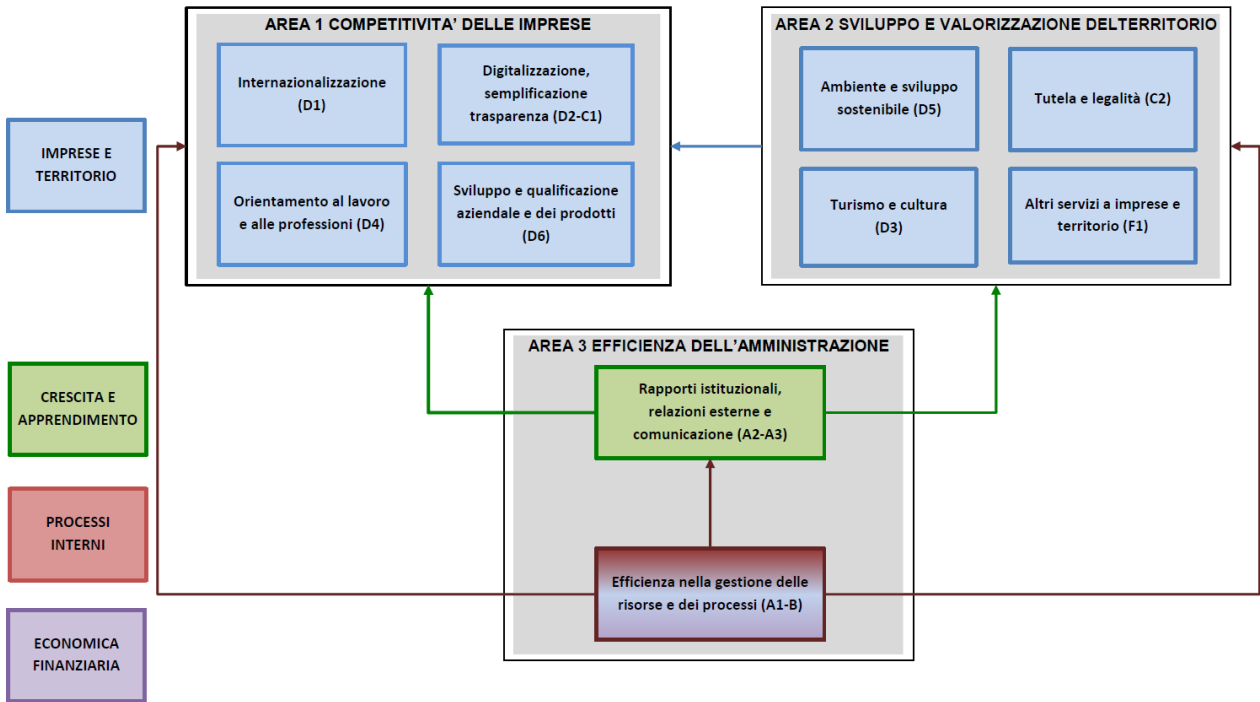 AREA 1 COMPETITIVITA’ DELLE IMPRESE
Internazionalizzazione
(D1)
Digitalizzazione,
semplificazione
trasparenza (D2-C1)
Orientamento al lavoro
e alle professioni (D4)
Sviluppo e qualificazione
aziendale e dei prodotti
(D6)
AREA 2 SVILUPPO E VALORIZZAZIONE DELTERRITORIO
Ambiente e sviluppo
sostenibile (D5)
Tutela e legalità (C2)
Turismo e cultura
(D3)
Altri servizi a imprese e
territorio (F1)
IMPRESE E
TERRITORIO
CRESCITA E
APPRENDIMENTO
PROCESSI
INTERNI
ECONOMICA
FINANZIARIA
AREA 3 EFFICIENZA DELL’AMMINISTRAZIONE
Rapporti istituzionali,
relazioni esterne e
comunicazione (A2-A3)
Efficienza nella gestione delle
risorse e dei processi (A1-B)